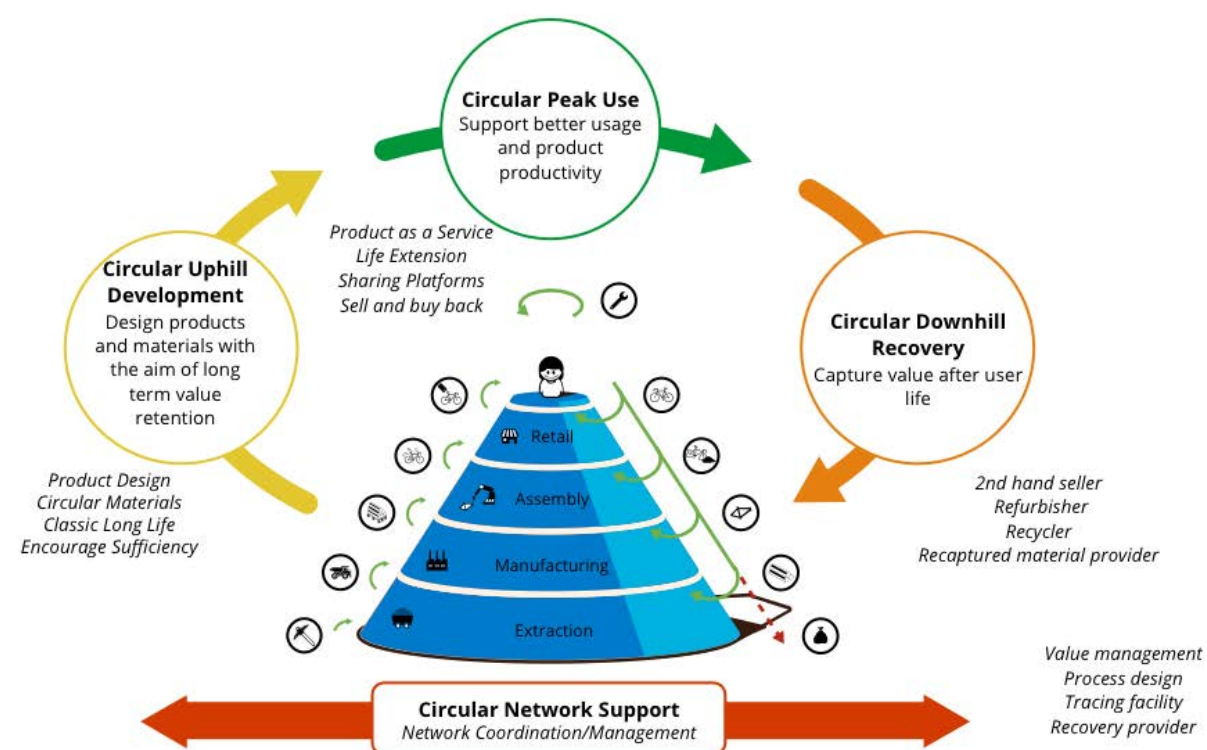 Circular Peak Use
Support better usage
and product
productivity
Product as a Service
Life Extension
Sharing Platforms
Sell and buy back
Circular Uphill
Development
Design products
and materials with
the aim of long
term value
retention
Product Design
Circular Materials
Classic Long Life
Encourage Sufficiency
Circular Downhill
Recovery
Capture value after user
life
2nd hand seller
Refurbisher
Recycler
Recaptured material provider
Retail
Assembly
Manufacturing
Extraction
Value management
Process design
Tracing facility
Recovery provider
Circular Network Support
Network Coordination/Management